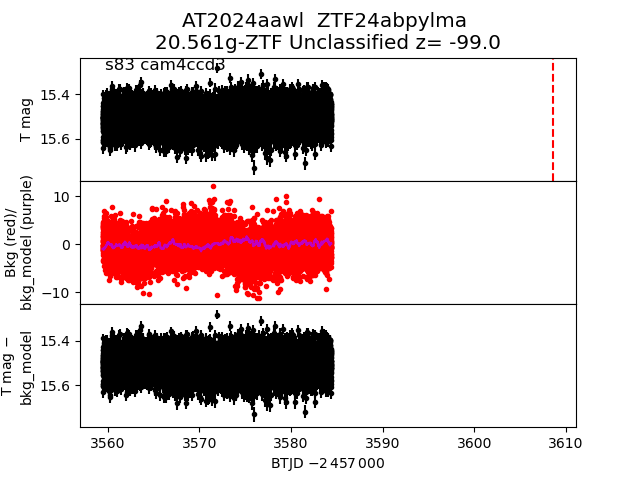 AT2024aawl  ZTF24abpylma
20.561g-ZTF Unclassified z= -99.0
s83 cam4ccd3
T mag
15.4
15.6
Bkg (red)/
bkg_model (purple)
10
0
−10
T mag −
bkg_model
15.4
15.6
3560
3570
3580
3590
3600
3610
BTJD −2 457 000